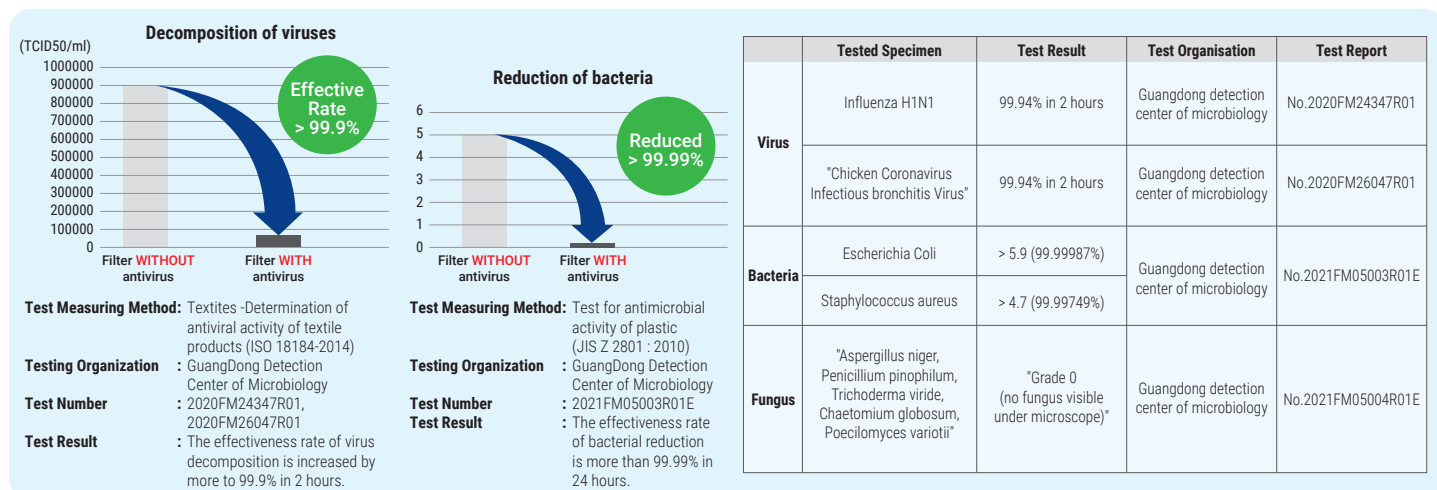 Decomposition of viruses
(TCID50/ml)
1000000
900000
800000
700000
600000
500000
400000
300000
200000
100000
0
Effective
Rate
> 99.9%
Filter WITHOUT
antivirus
Filter WITH
antivirus
Test Measuring Method: Textites -Determination of
antiviral activity of textile
products (ISO 18184-2014)
Testing Organization : GuangDong Detection
Center of Microbiology
Test Number : 2020FM24347R01,
2020FM26047R01
Test Result : The effectiveness rate of virus
decomposition is increased by
more to 99.9% in 2 hours.
Reduction of bacteria
6
5
4
3
2
1
0
Reduced
> 99.99%
Filter WITHOUT
antivirus
Filter WITH
antivirus
Test Measuring Method: Test for antimicrobial
activity of plastic
(JIS Z 2801 : 2010)
Testing Organization : GuangDong Detection
Center of Microbiology
Test Number : 2021FM05003R01E
Test Result : The effectiveness rate
of bacterial reduction
is more than 99.99% in
24 hours.
Tested Specimen Test Result Test Organisation Test Report
Virus
Influenza H1N1 99.94% in 2 hours Guangdong detection
center of microbiology No.2020FM24347R01
"Chicken Coronavirus
Infectious bronchitis Virus" 99.94% in 2 hours Guangdong detection
center of microbiology No.2020FM26047R01
Bacteria
Escherichia Coli > 5.9 (99.99987%)
Staphylococcus aureus > 4.7 (99.99749%)
Guangdong detection
center of microbiology No.2021FM05003R01E
Fungus
"Aspergillus niger,
Penicillium pinophilum,
Trichoderma viride,
Chaetomium globosum,
Poecilomyces variotii"
"Grade 0
(no fungus visible
under microscope)"
Guangdong detection
center of microbiology No.2021FM05004R01E